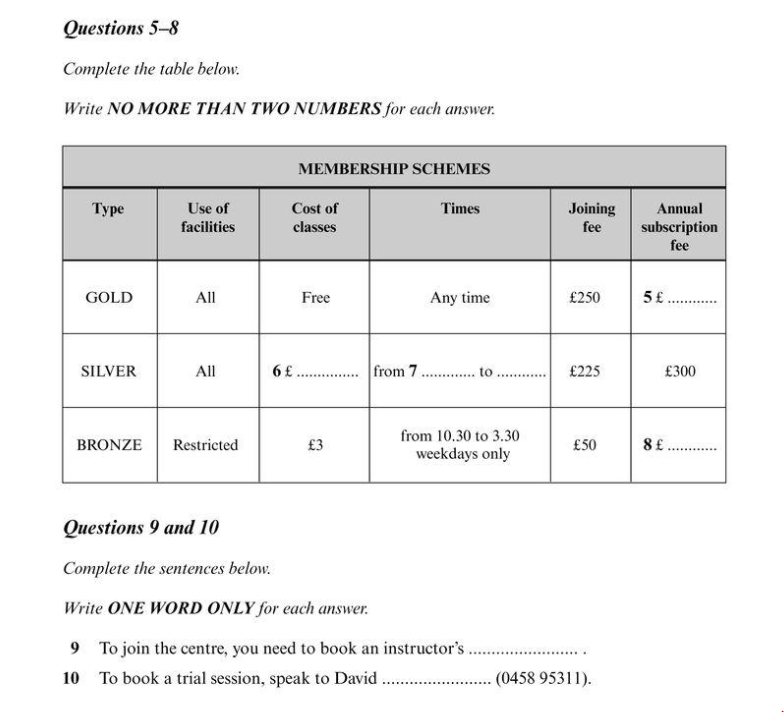 Questions 5–8
Complete the table below.
Write NO MORE THAN TWO NUMBERS for each answer.
MEMBERSHIP SCHEMES
Type Use of facilities Cost of classes Times Joining fee Annual subscription fee
GOLD All Free Any time £250 5 £ ............
SILVER All 6 £ ............... from 7 ............. to ............ £225 £300
BRONZE Restricted £3 from 10.30 to 3.30 weekdays only £50 8 £ ............
Questions 9 and 10
Complete the sentences below.
Write ONE WORD ONLY for each answer.
9 To join the centre, you need to book an instructor’s ........................ .
10 To book a trial session, speak to David ........................ (0458 95311).